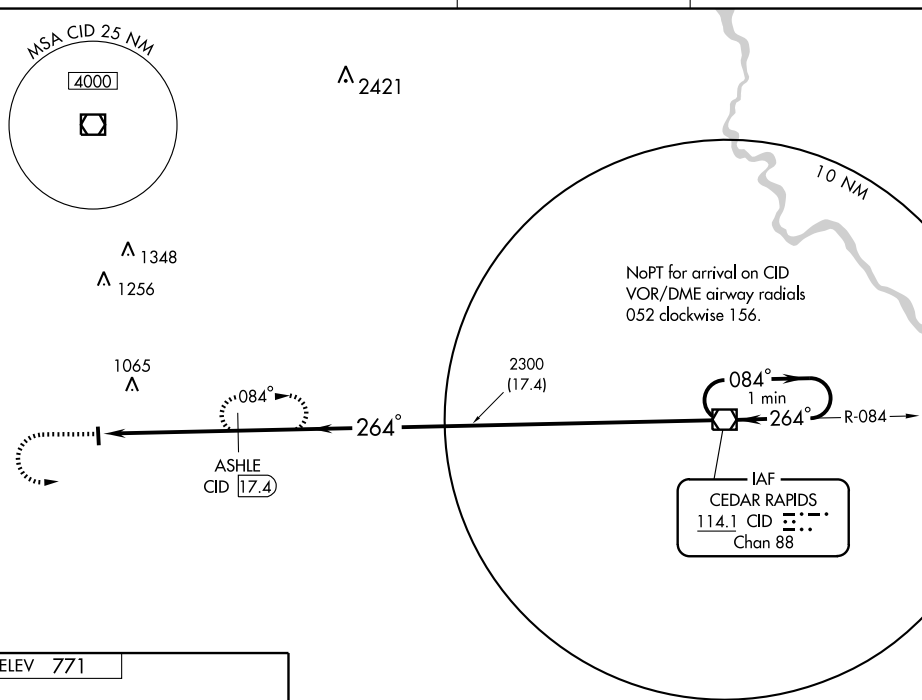 MSA CID 25 NM
4000
2421
1348
1256
1065
10 NM
NoPT for arrival on CID
VOR/DME airway radials
052 clockwise 156.
2300
(17.4)
084°
1 min
264°
R-084
084°
264°
ASHLE
CID 17.4
IAF
CEDAR RAPIDS
114.1 CID
Chan 88
ELEV 771